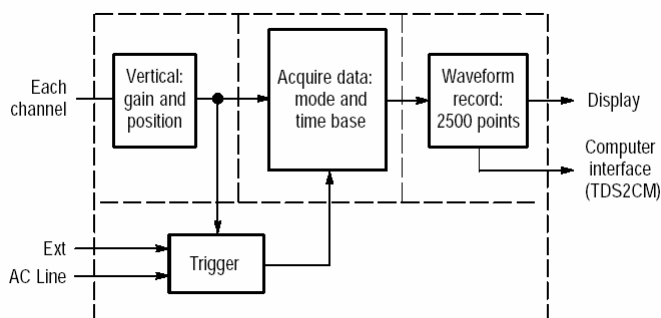 Each
channel
Vertical:
gain and
position
Acquire data:
mode and
time base
Waveform
record:
2500 points
Display
Computer
interface
(TDS2CM)
Ext
AC Line
Trigger